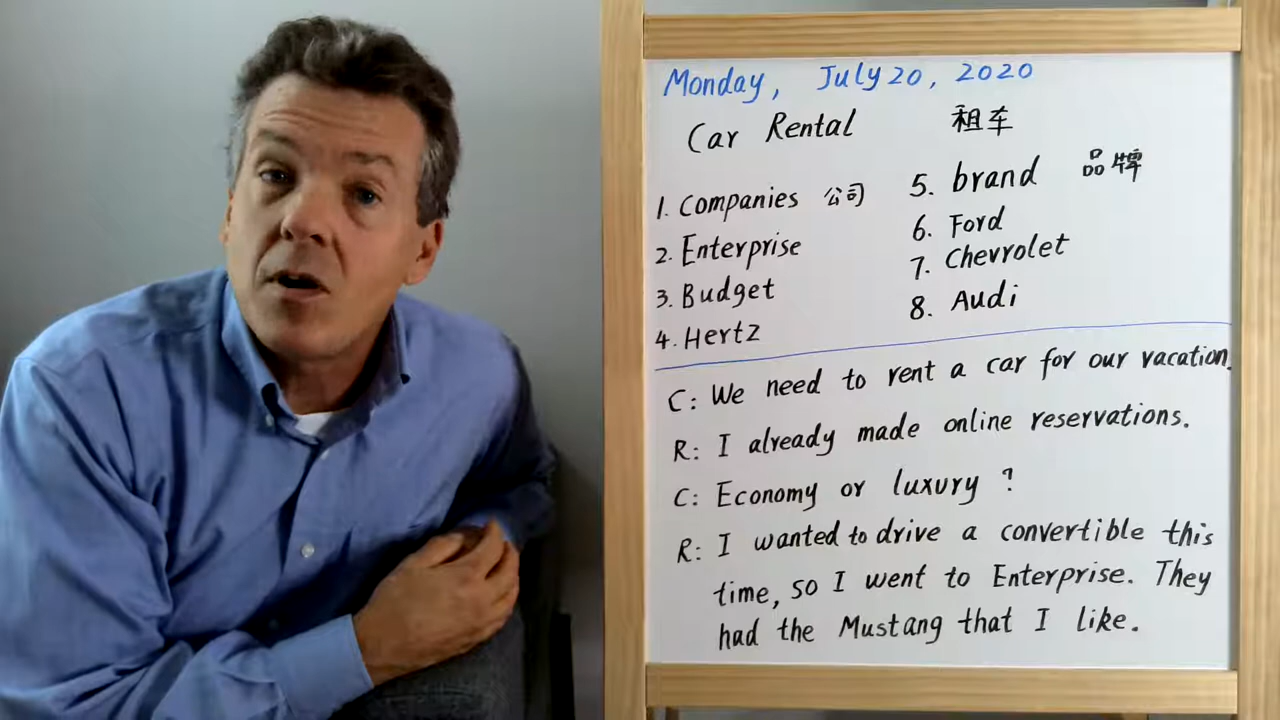 Monday, July 20, 2020
Car Rental 租车
1. Companies 公司
2. Enterprise
3. Budget
4. Hertz
5. brand 品牌
6. Ford
7. Chevrolet
8. Audi
C: We need to rent a car for our vacation.
R: I already made online reservations.
C: Economy or luxury ?
R: I wanted to drive a convertible this
time, so I went to Enterprise. They
had the Mustang that I like.